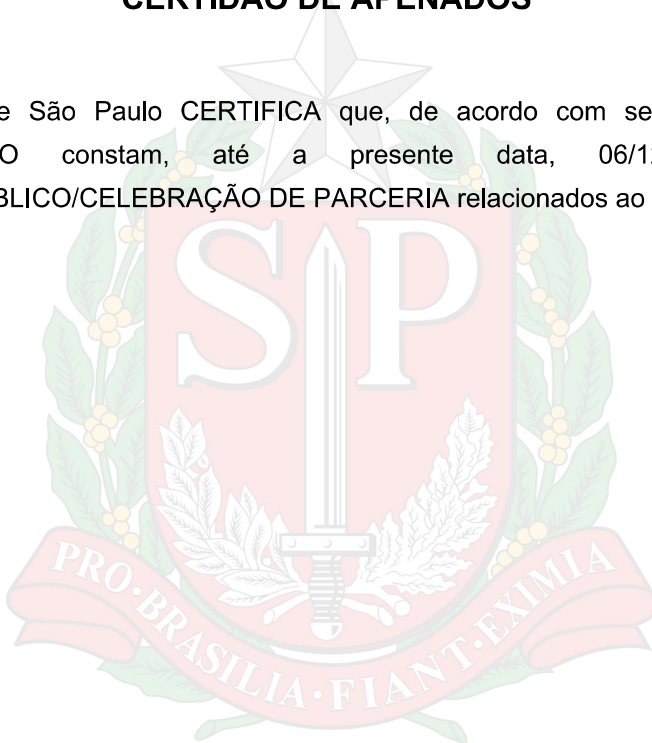 CERTIDÃO DE APENADOS
e São Paulo CERTIFICA que, de acordo com se
O constam, até a presente data, 06/1
BLICO/CELEBRAÇÃO DE PARCERIA relacionados ao
SP
PRO·BRASILIA·FIANT·EXIMIA